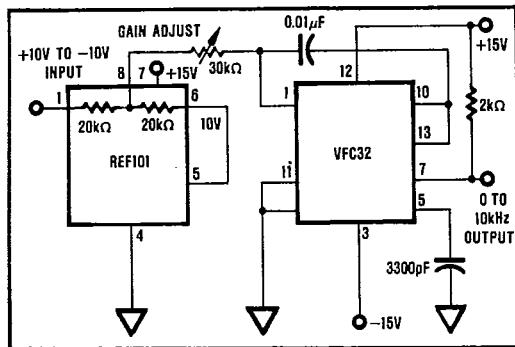 GAIN ADJUST
0.01μF
+10V TO -10V
INPUT
8
7
+15V
30kΩ
12
+15V
1
6
20kΩ
20kΩ
10V
REF101
5
4
1
10
13
VFC32
2kΩ
11
7
5
0 TO
10kHz
OUTPUT
3
3300pF
-15V